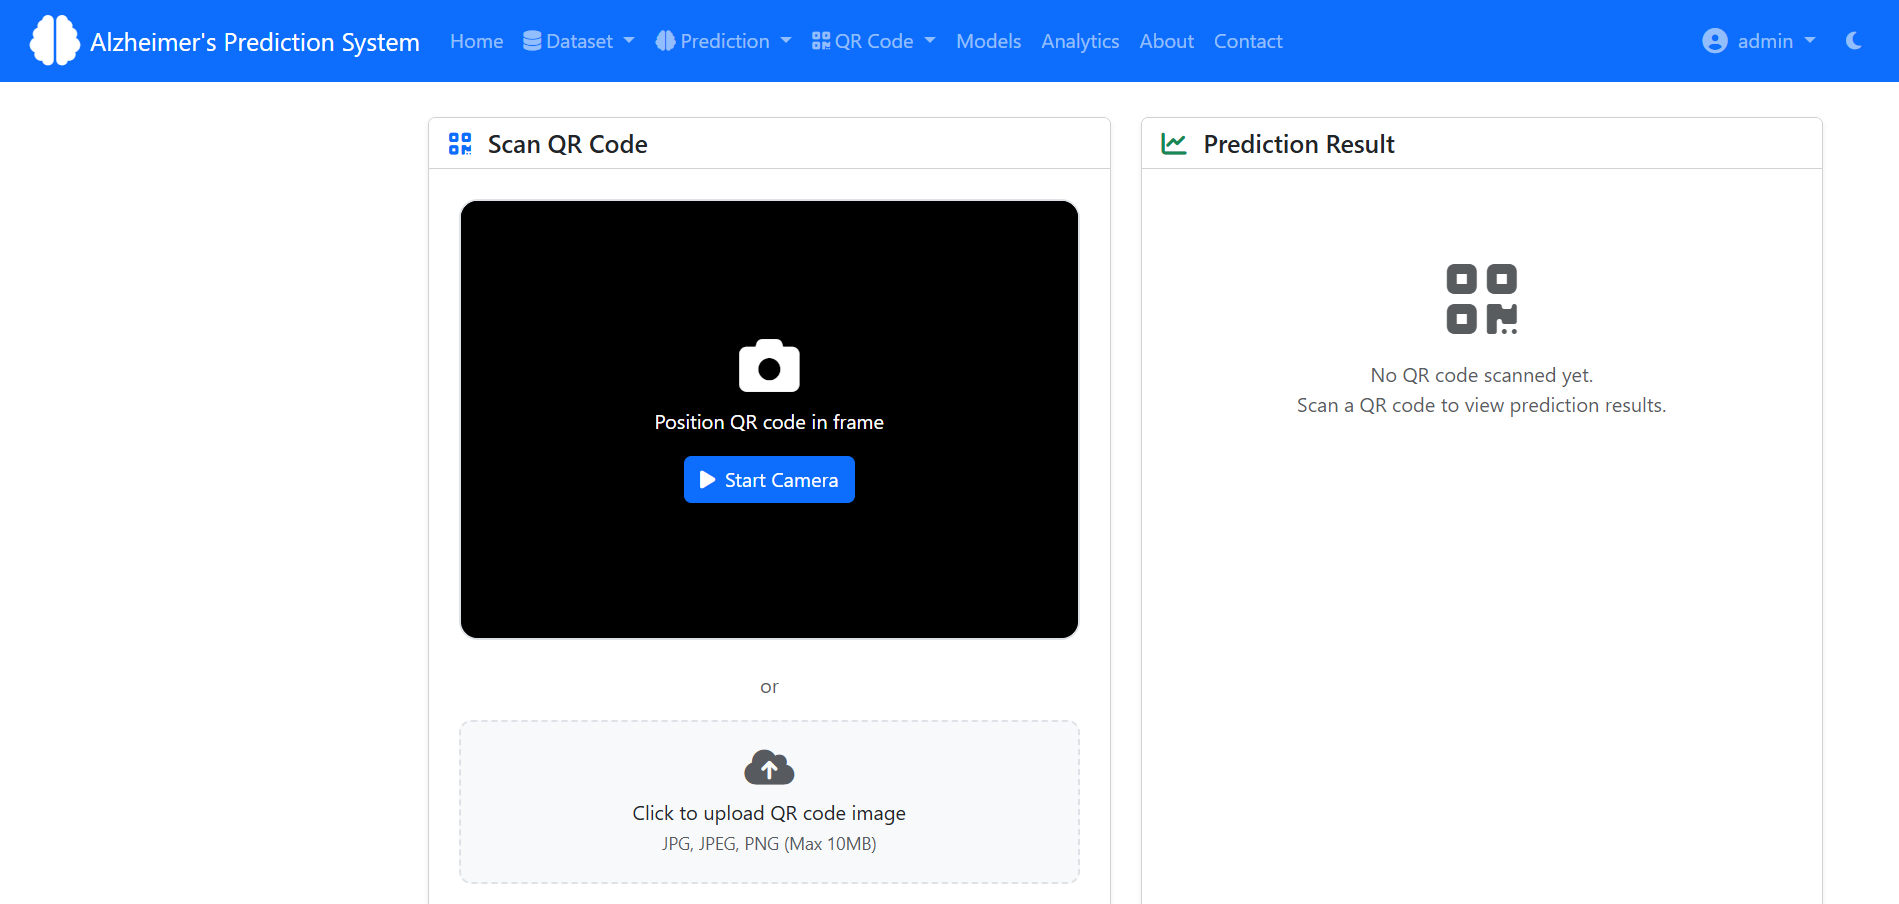 Alzheimer's Prediction System Home Dataset Prediction QR Code Models Analytics About Contact admin
Scan QR Code
Position QR code in frame
Start Camera
or
Click to upload QR code image
JPG, JPEG, PNG (Max 10MB)
Prediction Result
No QR code scanned yet.
Scan a QR code to view prediction results.